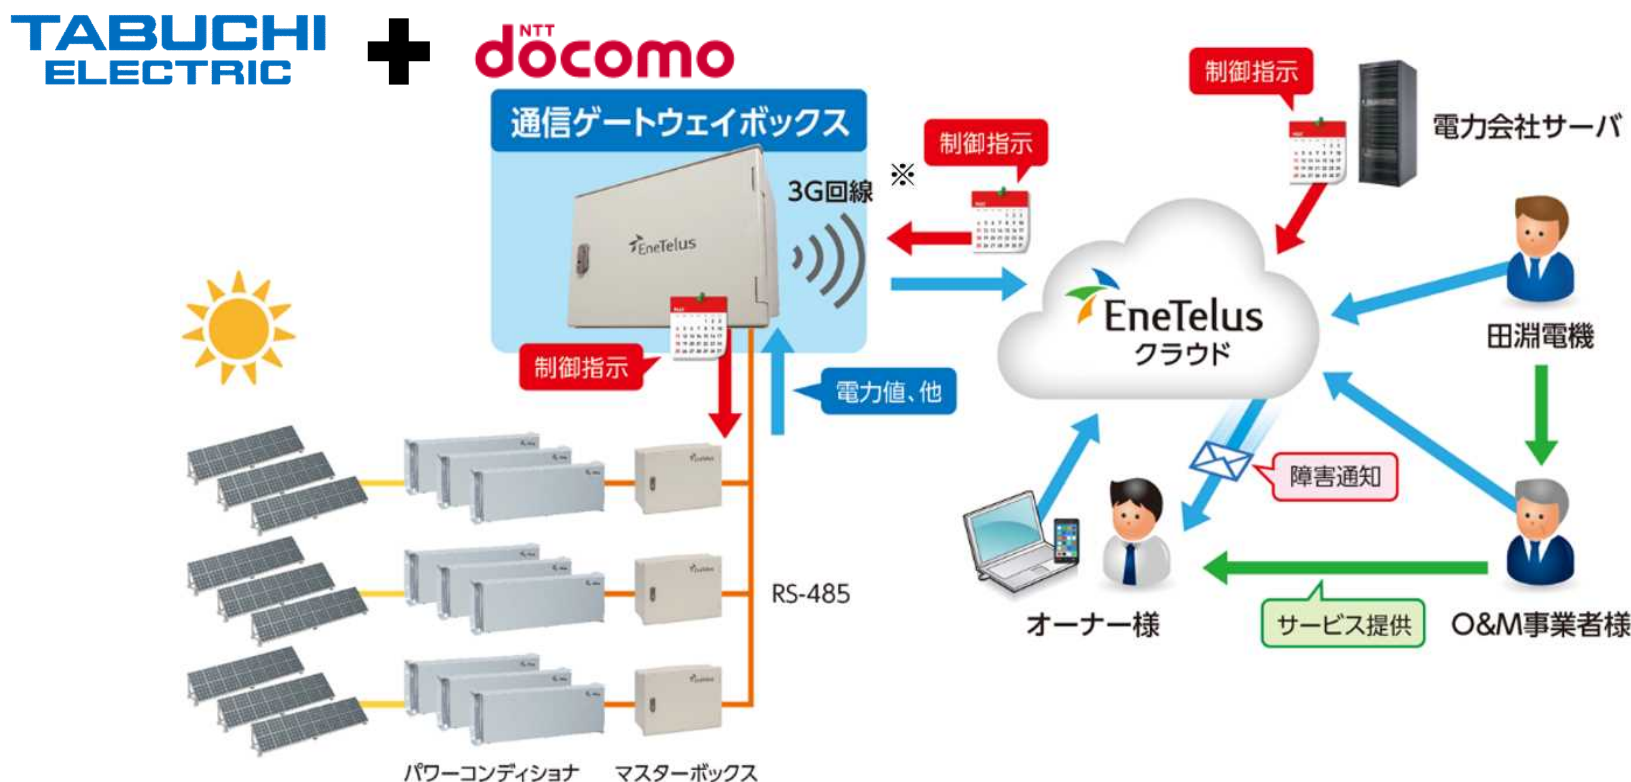 TABUCHI
ELECTRIC
NTT
docomo
通信ゲートウェイボックス
EneTelus
3G回線
※
制御指示
制御指示
電力会社サーバ
EneTelus
クラウド
田淵電機
制御指示
電力値、他
障害通知
RS-485
オーナー様
サービス提供
O&M事業者様
パワーコンディショナ
マスターボックス